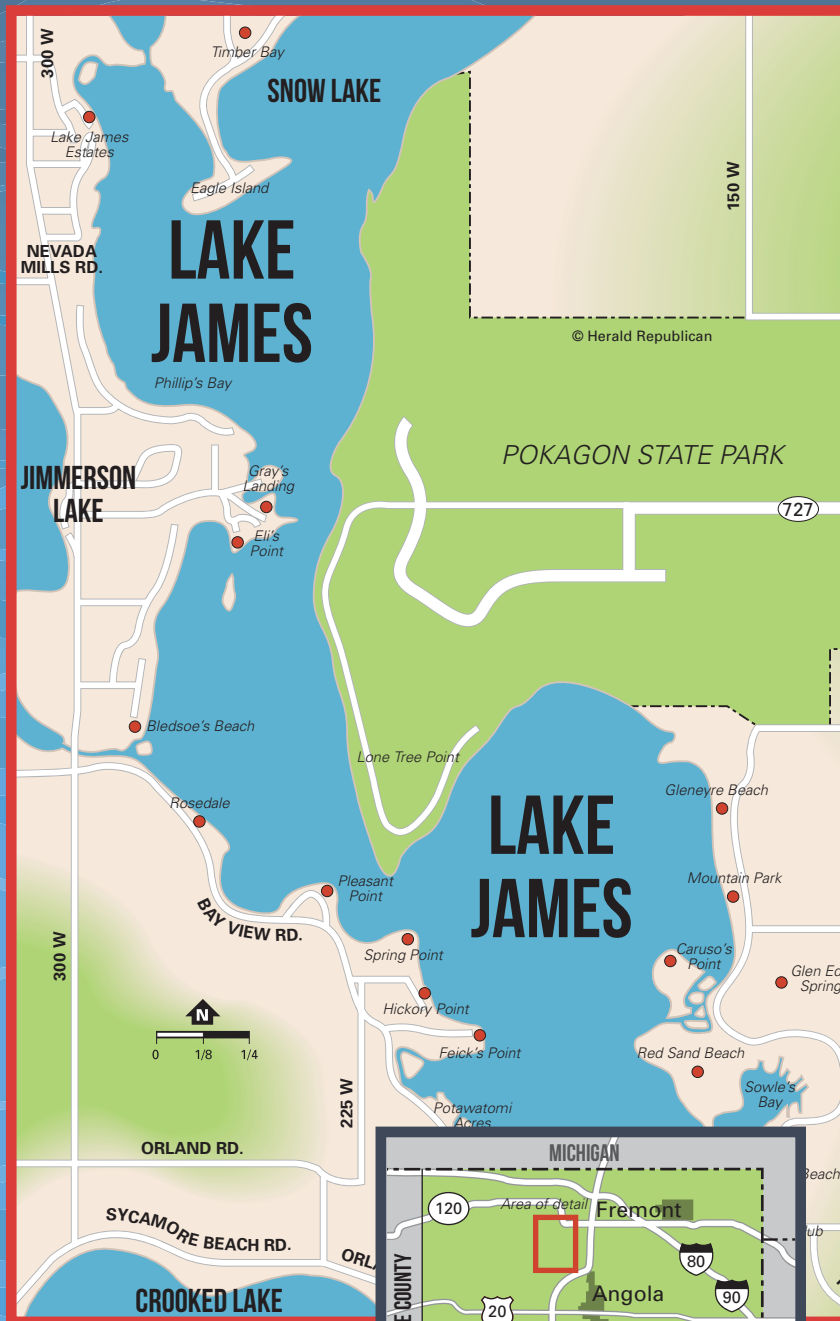 300 W
Timber Bay
SNOW LAKE
Lake James
Estates
150 W
Eagle Island
LAKE
JAMES
NEVADA
MILLS RD.
© Herald Republican
Phillip's Bay
POKAGON STATE PARK
JIMMERSON
LAKE
Gray's
Landing
727
Eli's
Point
Bledsoe's Beach
Lone Tree Point
Gleneyre Beach
Rosedale
LAKE
JAMES
Mountain Park
Pleasant
Point
BAY VIEW RD.
300 W
Spring Point
Caruso's
Point
Glen Ed
Spring
Hickory Point
N
0 1/8 1/4
Feick's Point
Red Sand Beach
Sowle's
Bay
225 W
Potawatomi
Acres
ORLAND RD.
MICHIGAN
Beach
120
Area of detail
Fremont
SYCAMORE BEACH RD.
ORLA
ub
80
E COUNTY
CROOKED LAKE
Angola
90
20